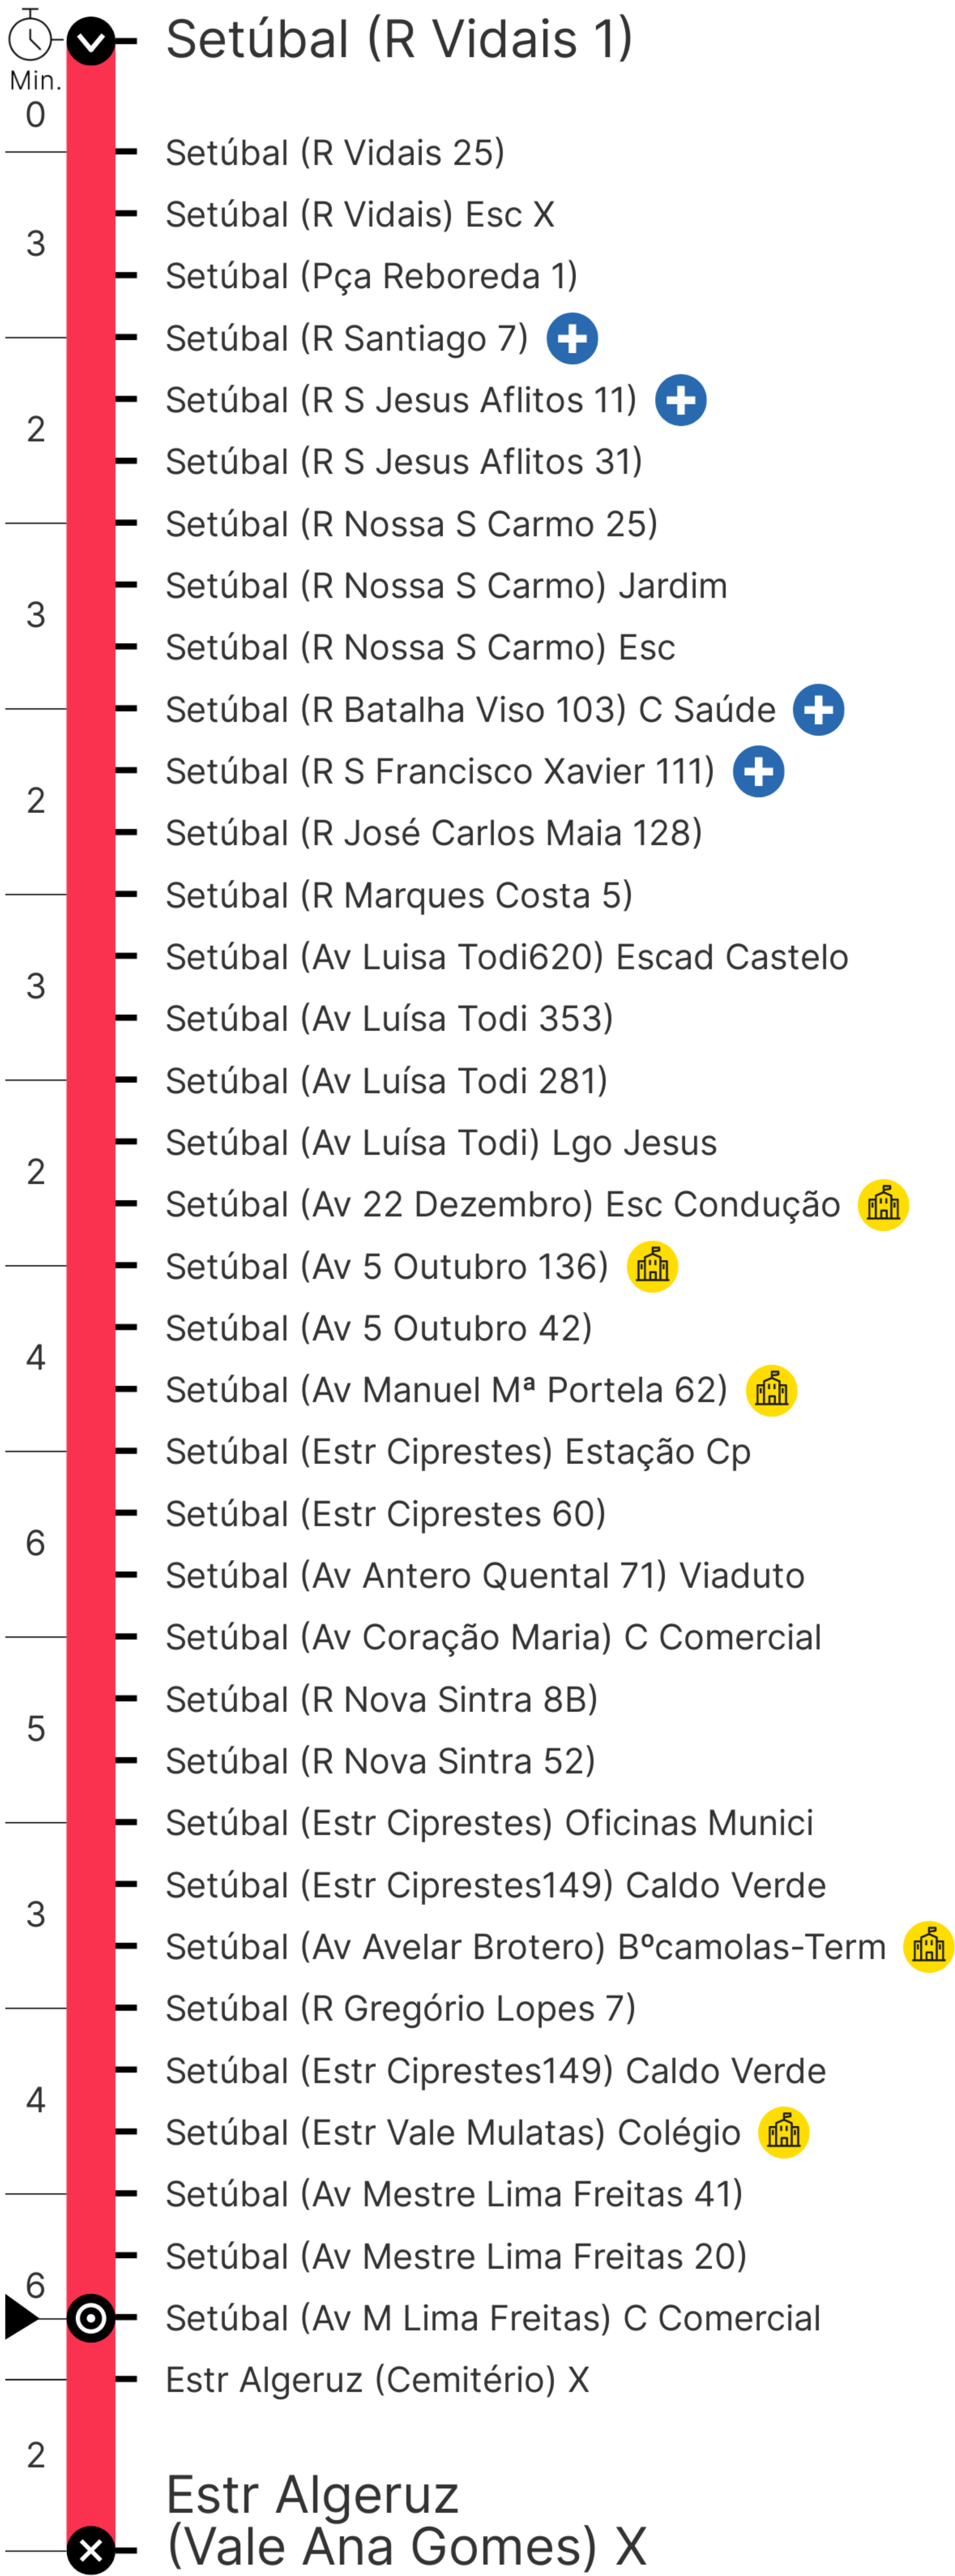 Setúbal (R Vidais 1)
Min.
0
Setúbal (R Vidais 25)
Setúbal (R Vidais) Esc X
3
Setúbal (Pça Reboreda 1)
Setúbal (R Santiago 7)
Setúbal (R S Jesus Aflitos 11)
2
Setúbal (R S Jesus Aflitos 31)
Setúbal (R Nossa S Carmo 25)
Setúbal (R Nossa S Carmo) Jardim
3
Setúbal (R Nossa S Carmo) Esc
Setúbal (R Batalha Viso 103) C Saúde
Setúbal (R S Francisco Xavier 111)
2
Setúbal (R José Carlos Maia 128)
Setúbal (R Marques Costa 5)
Setúbal (Av Luisa Todi620) Escad Castelo
3
Setúbal (Av Luísa Todi 353)
Setúbal (Av Luísa Todi 281)
Setúbal (Av Luísa Todi) Lgo Jesus
2
Setúbal (Av 22 Dezembro) Esc Condução
Setúbal (Av 5 Outubro 136)
Setúbal (Av 5 Outubro 42)
4
Setúbal (Av Manuel Mª Portela 62)
Setúbal (Estr Ciprestes) Estação Cp
Setúbal (Estr Ciprestes 60)
6
Setúbal (Av Antero Quental 71) Viaduto
Setúbal (Av Coração Maria) C Comercial
Setúbal (R Nova Sintra 8B)
5
Setúbal (R Nova Sintra 52)
Setúbal (Estr Ciprestes) Oficinas Munici
Setúbal (Estr Ciprestes149) Caldo Verde
3
Setúbal (Av Avelar Brotero) Bºcamolas-Term
Setúbal (R Gregório Lopes 7)
Setúbal (Estr Ciprestes149) Caldo Verde
4
Setúbal (Estr Vale Mulatas) Colégio
Setúbal (Av Mestre Lima Freitas 41)
Setúbal (Av Mestre Lima Freitas 20)
6
Setúbal (Av M Lima Freitas) C Comercial
Estr Algeruz (Cemitério) X
2
Estr Algeruz
(Vale Ana Gomes) X